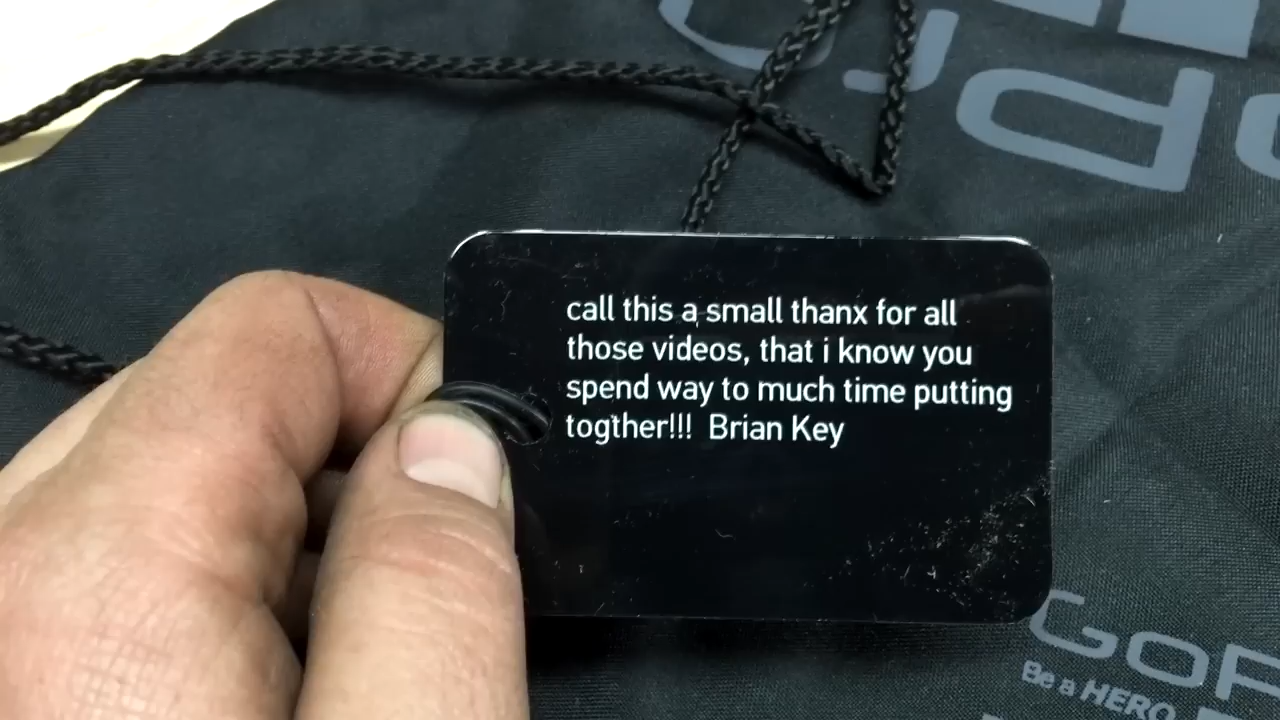 call this a small thanx for all
those videos, that i know you
spend way to much time putting
togther!!!  Brian Key
GOP
Be a HERO